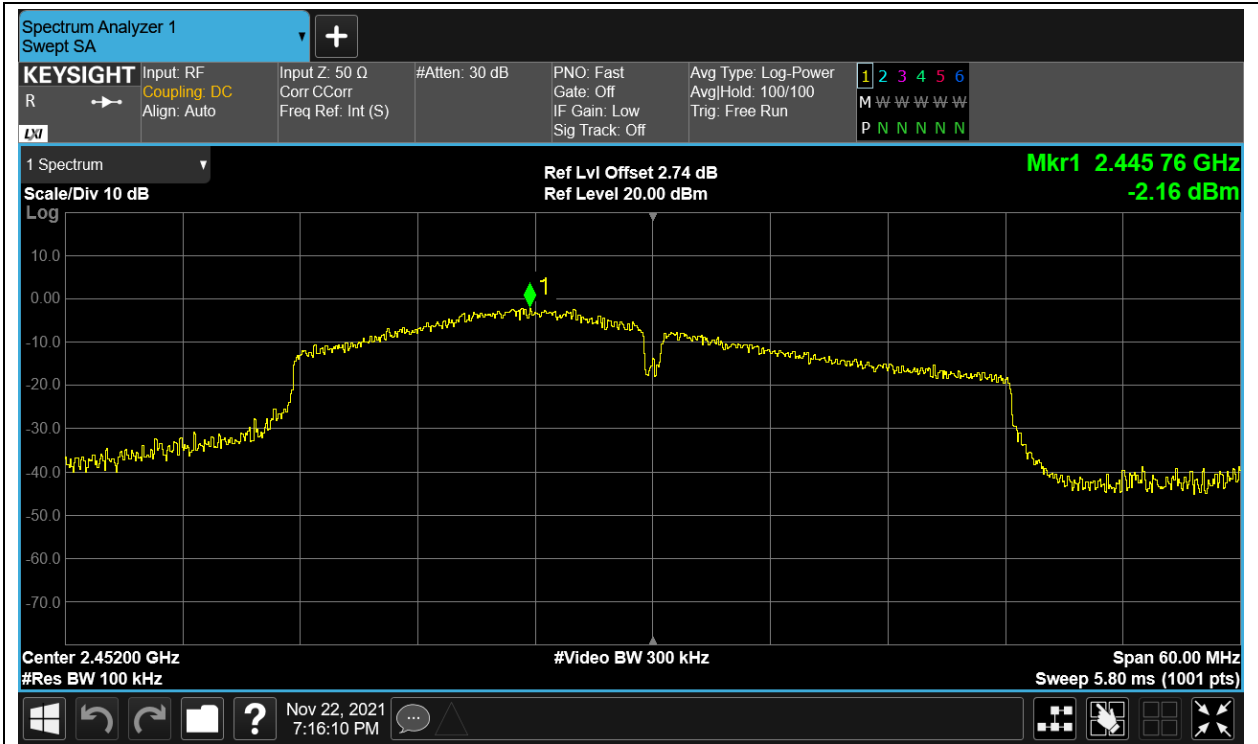 Spectrum Analyzer 1
Swept SA
KEYSIGHT
R
LXI
Input: RF
Coupling: DC
Align: Auto
Input Z: 50 Ω
Corr CCorr
Freq Ref: Int (S)
#Atten: 30 dB
PNO: Fast
Gate: Off
IF Gain: Low
Sig Track: Off
Avg Type: Log-Power
Avg|Hold: 100/100
Trig: Free Run
1 2 3 4 5 6
M W W W W W
P N N N N N
1 Spectrum
Scale/Div 10 dB
Ref Lvl Offset 2.74 dB
Ref Level 20.00 dBm
Mkr1 2.445 76 GHz
-2.16 dBm
Log
10.0
0.00
-10.0
-20.0
-30.0
-40.0
-50.0
-60.0
-70.0
1
Center 2.45200 GHz
#Res BW 100 kHz
#Video BW 300 kHz
Span 60.00 MHz
Sweep 5.80 ms (1001 pts)
?
Nov 22, 2021
7:16:10 PM